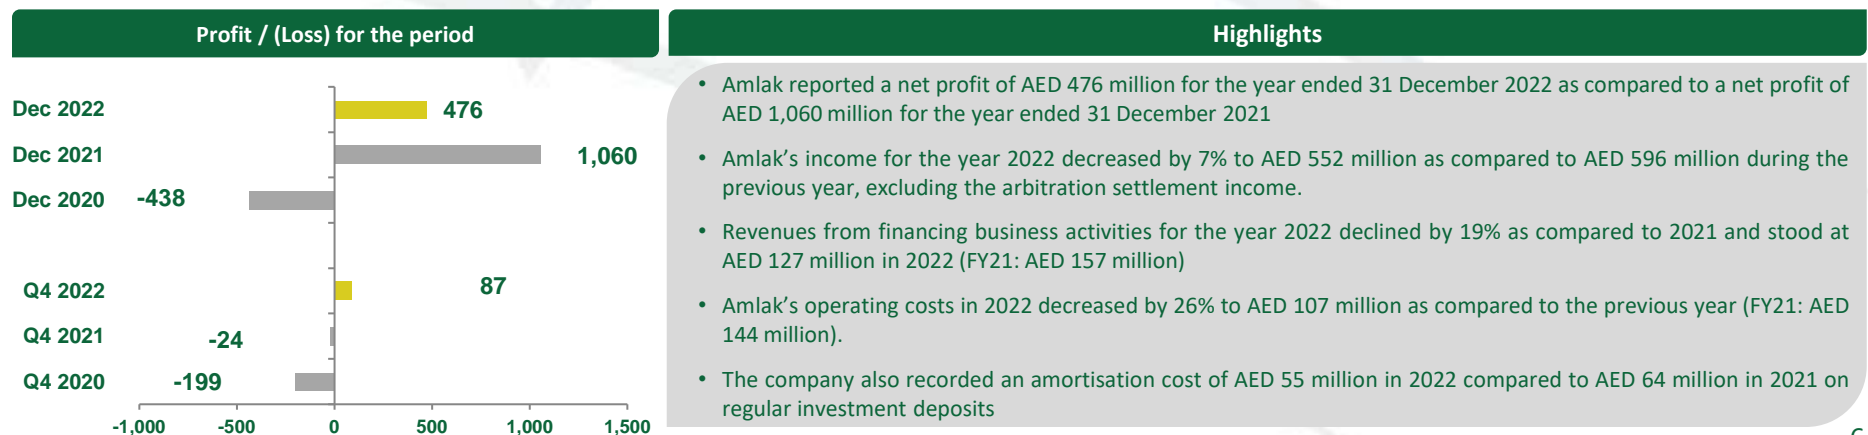 Profit / (Loss) for the period
Dec 2022
476
Dec 2021
1,060
Dec 2020
-438
Q4 2022
87
Q4 2021
-24
Q4 2020
-199
-1,000
-500
0
500
1,000
1,500
Highlights
• Amlak reported a net profit of AED 476 million for the year ended 31 December 2022 as compared to a net profit of
AED 1,060 million for the year ended 31 December 2021
• Amlak's income for the year 2022 decreased by 7% to AED 552 million as compared to AED 596 million during the
previous year, excluding the arbitration settlement income.
• Revenues from financing business activities for the year 2022 declined by 19% as compared to 2021 and stood at
AED 127 million in 2022 (FY21: AED 157 million)
• Amlak's operating costs in 2022 decreased by 26% to AED 107 million as compared to the previous year (FY21: AED
144 million).
• The company also recorded an amortisation cost of AED 55 million in 2022 compared to AED 64 million in 2021 on
regular investment deposits